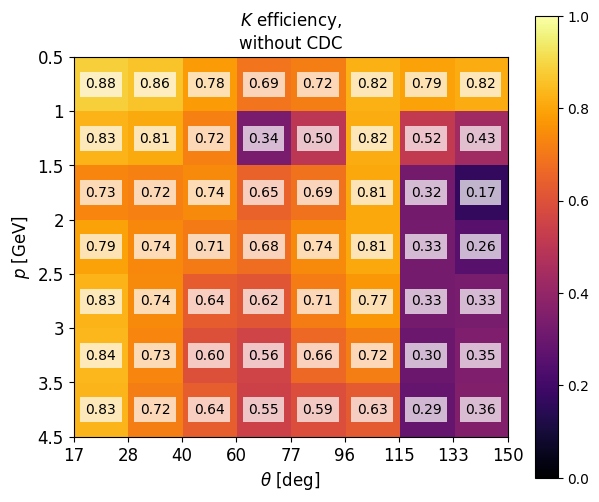 K efficiency,
without CDC
0.5
1
1.5
2
2.5
3
3.5
4.5
p [GeV]
0.88 0.86 0.78 0.69 0.72 0.82 0.79 0.82
0.83 0.81 0.72 0.34 0.50 0.82 0.52 0.43
0.73 0.72 0.74 0.65 0.69 0.81 0.32 0.17
0.79 0.74 0.71 0.68 0.74 0.81 0.33 0.26
0.83 0.74 0.64 0.62 0.71 0.77 0.33 0.33
0.84 0.73 0.60 0.56 0.66 0.72 0.30 0.35
0.83 0.72 0.64 0.55 0.59 0.63 0.29 0.36
17 28 40 60 77 96 115 133 150
θ [deg]
1.0
0.8
0.6
0.4
0.2
0.0